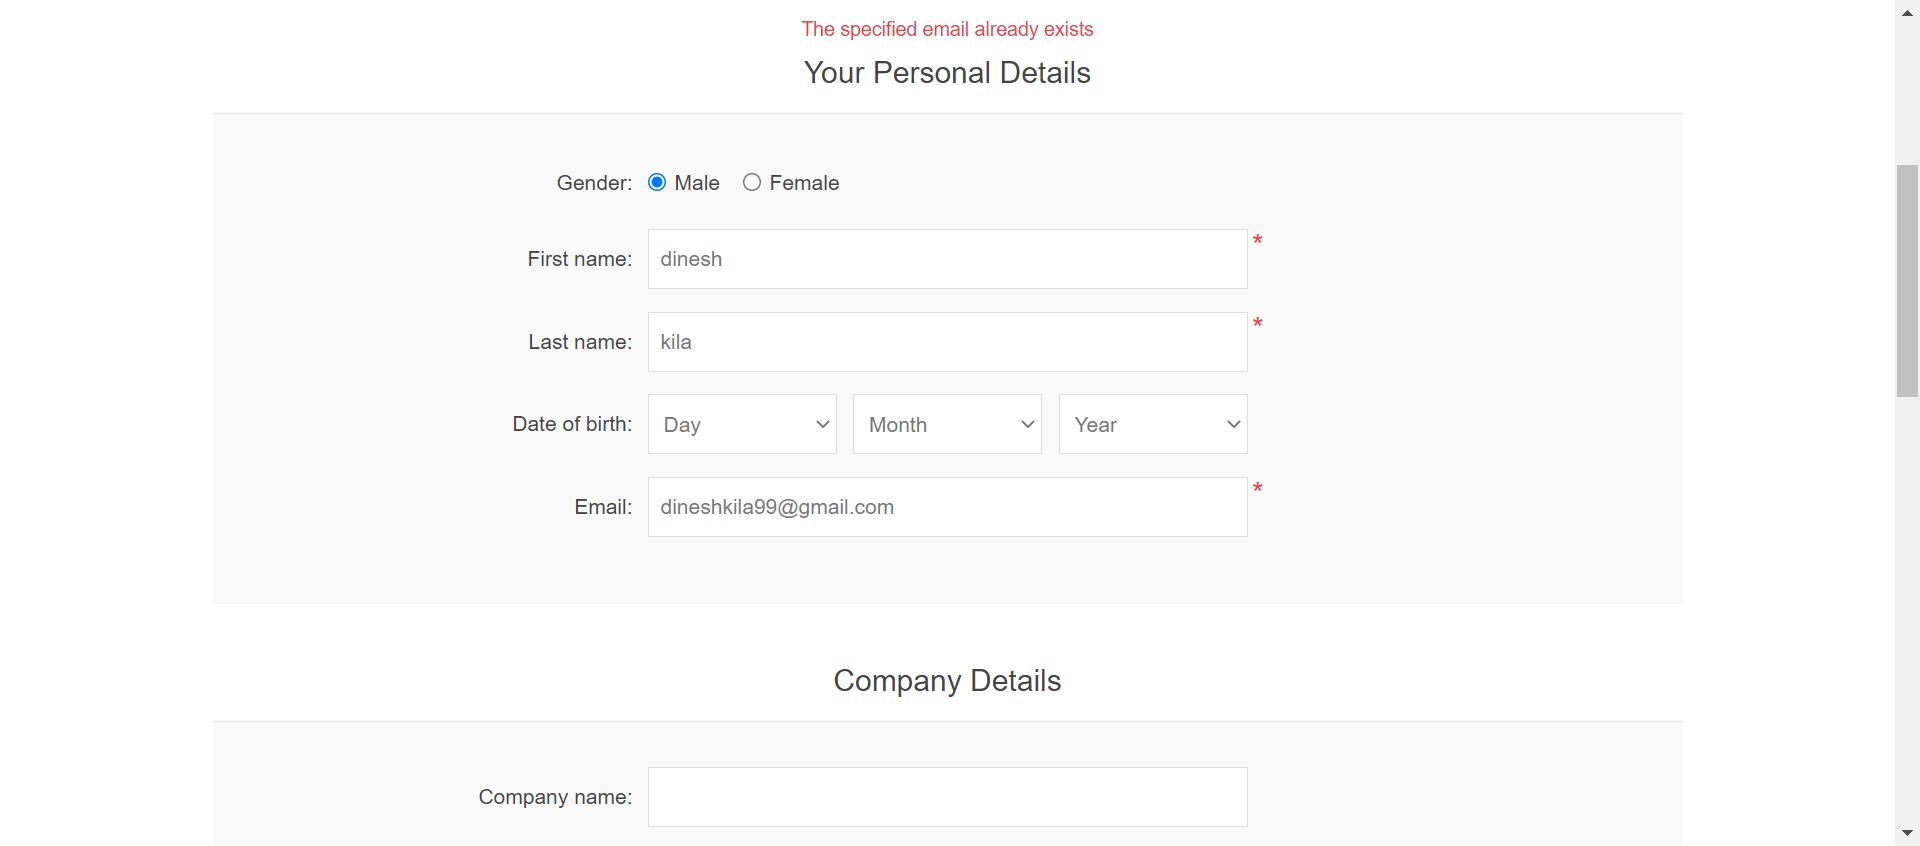 The specified email already exists
Your Personal Details
Gender: Male Female
First name: dinesh *
Last name: kila *
Date of birth: Day Month Year
Email: dineshkila99@gmail.com *
Company Details
Company name: